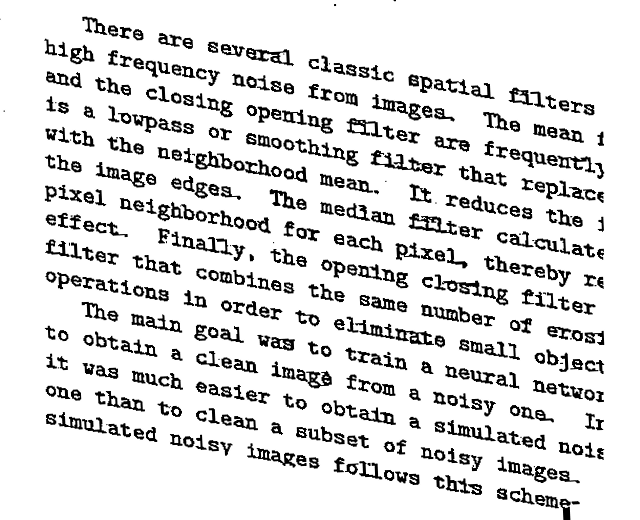 There are several classic spatial filters
high frequency noise from images. The mean
and the closing opening filter are frequently
is a lowpass or smoothing filter that replace
with the neighborhood mean. It reduces the
the image edges. The median filter calculate
pixel neighborhood for each pixel, thereby re
effect. Finally, the opening closing filter
filter that combines the same number of erosi
operations in order to eliminate small object
The main goal was to train a neural networ
to obtain a clean image from a noisy one. In
it was much easier to obtain a simulated nois
one than to clean a subset of noisy images.
simulated noisy images follows this scheme-